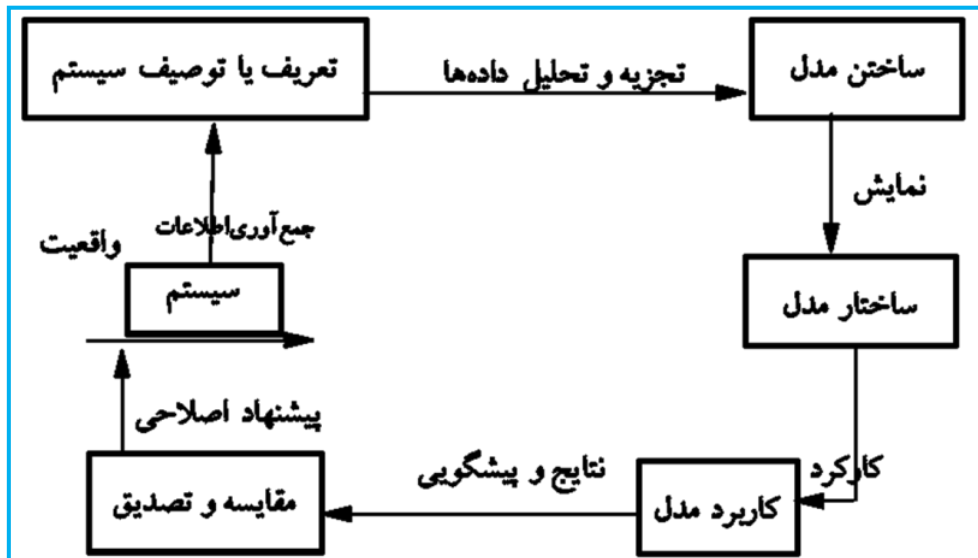 تعریف یا توصیف سیستم
تجزیه و تحلیل داده‌ها
ساختن مدل
نمایش
جمع‌آوری اطلاعات
واقعیت
سیستم
ساختار مدل
پیشنهاد اصلاحی
کارکرد
نتایج و پیشگویی
کاربرد مدل
مقایسه و تصدیق